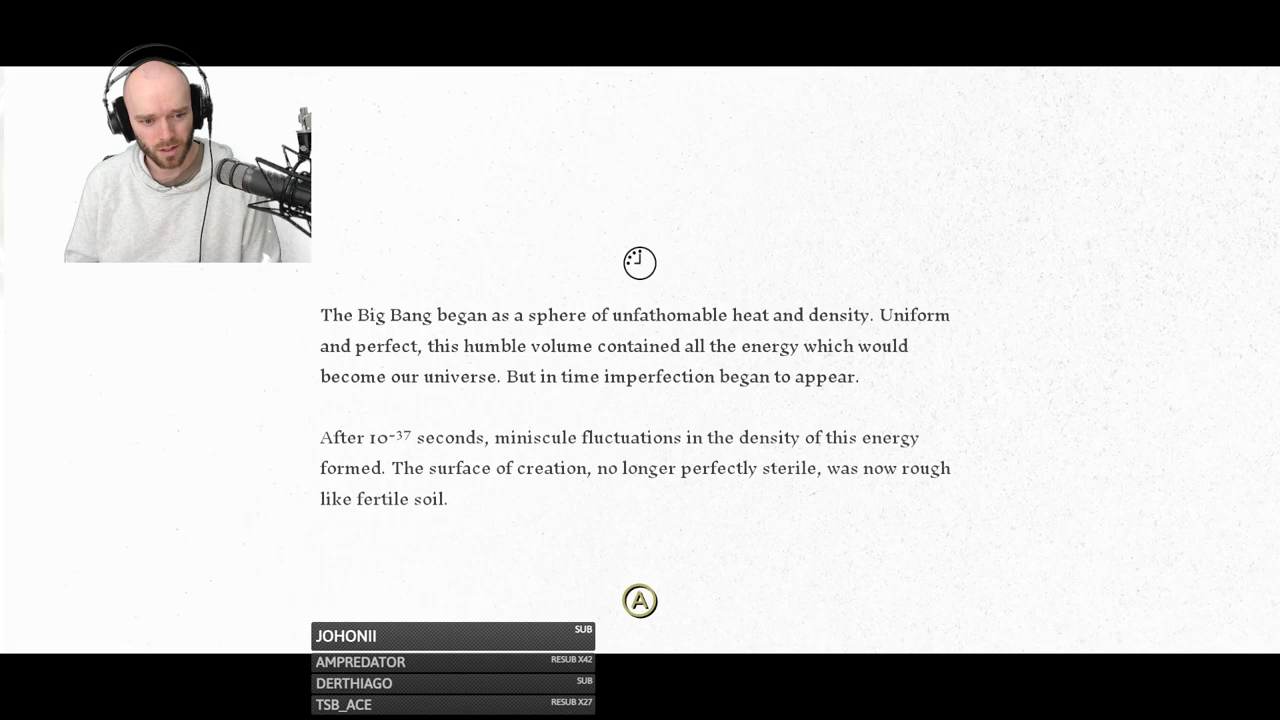 The Big Bang began as a sphere of unfathomable heat and density. Uniform
and perfect, this humble volume contained all the energy which would
become our universe. But in time imperfection began to appear.
After 10⁻³⁷ seconds, miniscule fluctuations in the density of this energy
formed. The surface of creation, no longer perfectly sterile, was now rough
like fertile soil.
A
JOHONII SUB
AMPREDATOR RESUB X42
DERTHIAGO SUB
TSB_ACE RESUB X27